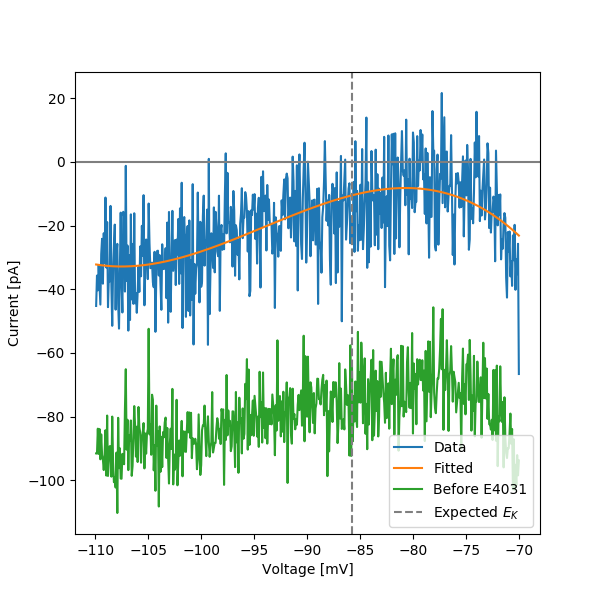 20
0
−20
−40
−60
−80
−100
Current [pA]
Data
Fitted
Before E4031
Expected E_K
−110
−105
−100
−95
−90
−85
−80
−75
−70
Voltage [mV]